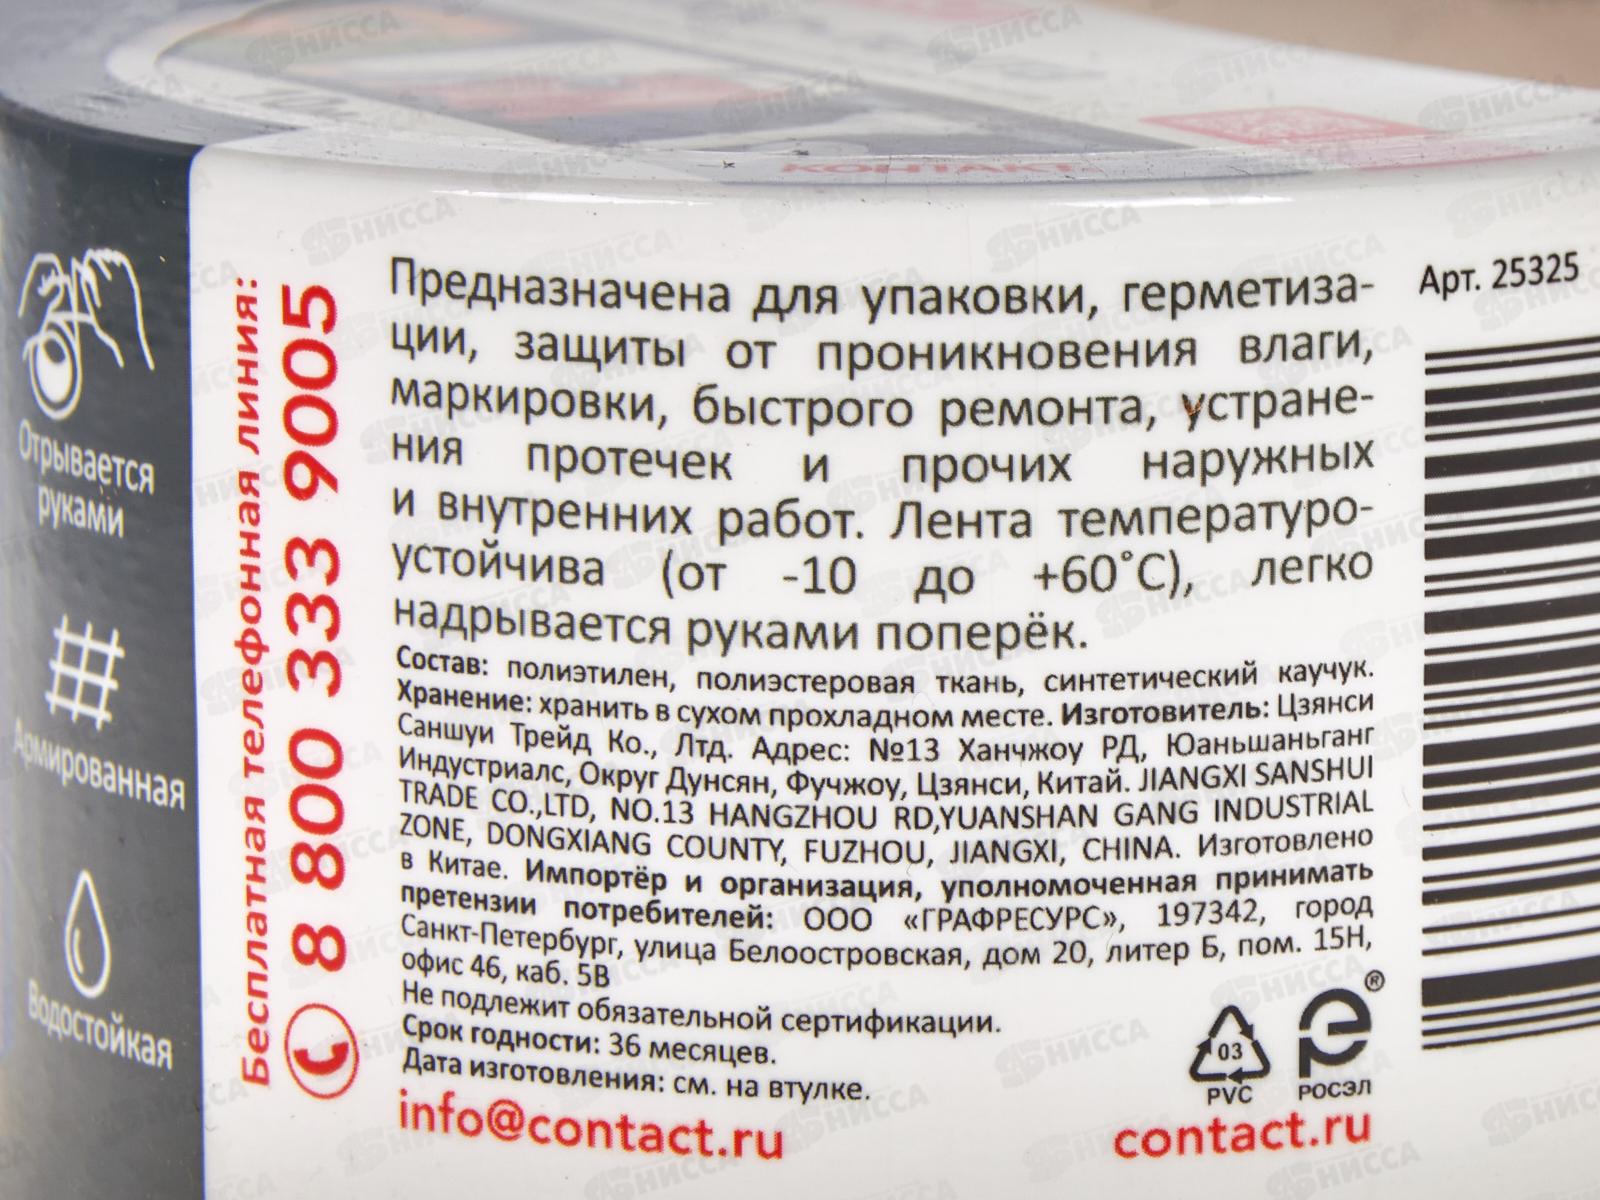 КОНТАКТ
Отрывается
руками
Армированная
Водостойкая
Бесплатная телефонная линия:
8 800 333 9005
Предназначена для упаковки, герметиза-
ции, защиты от проникновения влаги,
маркировки, быстрого ремонта, устране-
ния протечек и прочих наружных
и внутренних работ. Лента температуро-
устойчива (от -10 до +60˚С), легко
надрывается руками поперёк.
Состав: полиэтилен, полиэстеровая ткань, синтетический каучук.
Хранение: хранить в сухом прохладном месте. Изготовитель: Цзянси
Саншуи Трейд Ко., Лтд. Адрес: №13 Ханчжоу РД, Юаньшаньганг
Индустриалс, Округ Дунсян, Фучжоу, Цзянси, Китай. JIANGXI SANSHUI
TRADE CO.,LTD, NO.13 HANGZHOU RD,YUANSHAN GANG INDUSTRIAL
ZONE, DONGXIANG COUNTY, FUZHOU, JIANGXI, CHINA. Изготовлено
в Китае. Импортёр и организация, уполномоченная принимать
претензии потребителей: ООО «ГРАФРЕСУРС», 197342, город
Санкт-Петербург, улица Белоостровская, дом 20, литер Б, пом. 15Н,
офис 46, каб. 5В
Не подлежит обязательной сертификации.
Срок годности: 36 месяцев.
Дата изготовления: см. на втулке.
info@contact.ru
03
PVC
®
РОСЭЛ
contact.ru
Арт. 25325
НИССА